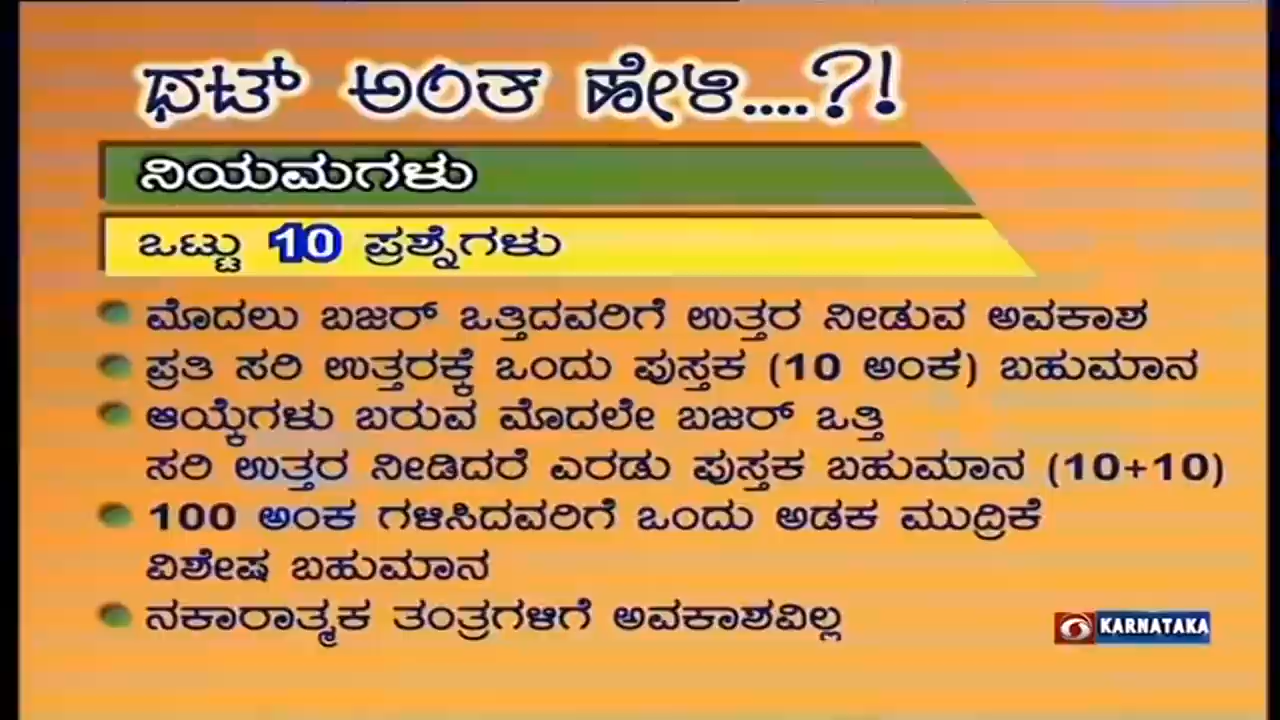 ಥಟ್ ಅಂತ ಹೇಳಿ....?!
ನಿಯಮಗಳು
ಒಟ್ಟು 10 ಪ್ರಶ್ನೆಗಳು
ಮೊದಲು ಬಜರ್ ಒತ್ತಿದವರಿಗೆ ಉತ್ತರ ನೀಡುವ ಅವಕಾಶ
ಪ್ರತಿ ಸರಿ ಉತ್ತರಕ್ಕೆ ಒಂದು ಪುಸ್ತಕ (10 ಅಂಕ) ಬಹುಮಾನ
ಆಯ್ಕೆಗಳು ಬರುವ ಮೊದಲೇ ಬಜರ್ ಒತ್ತಿ
ಸರಿ ಉತ್ತರ ನೀಡಿದರೆ ಎರಡು ಪುಸ್ತಕ ಬಹುಮಾನ (10+10)
100 ಅಂಕ ಗಳಿಸಿದವರಿಗೆ ಒಂದು ಅಡಕ ಮುದ್ರಿಕೆ
ವಿಶೇಷ ಬಹುಮಾನ
ನಕಾರಾತ್ಮಕ ತಂತ್ರಗಳಿಗೆ ಅವಕಾಶವಿಲ್ಲ
KARNATAKA